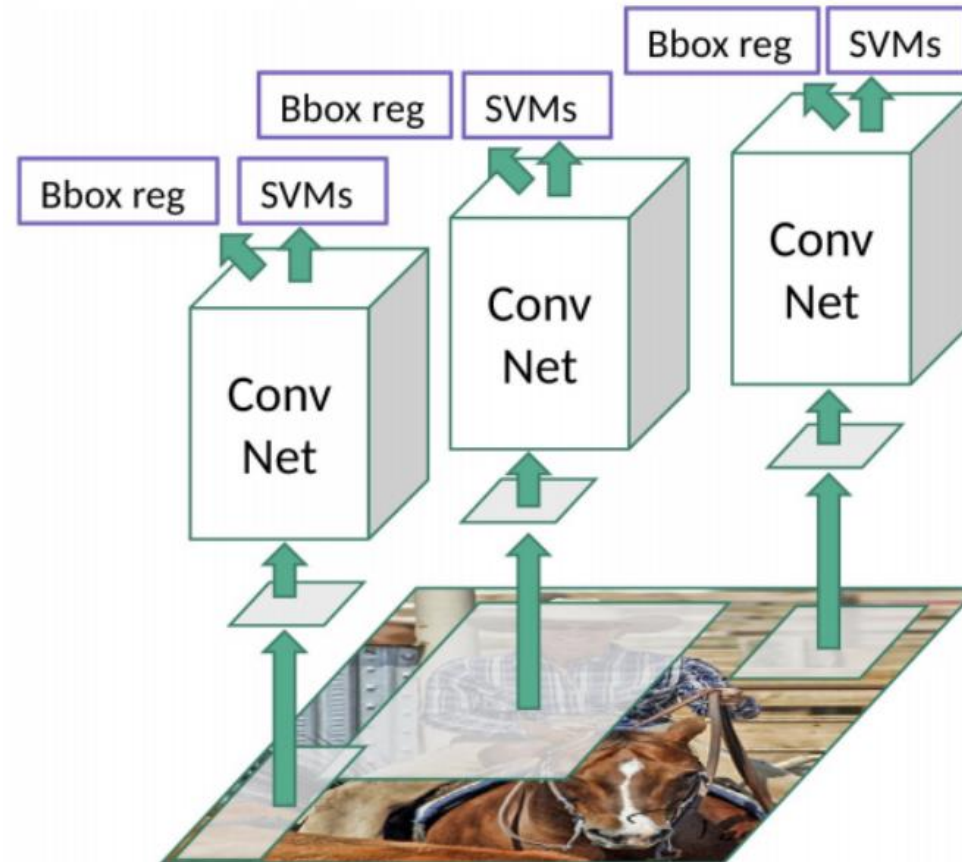 Bbox reg
SVMs
Bbox reg
SVMs
Bbox reg
SVMs
Conv
Net
Conv
Net
Conv
Net